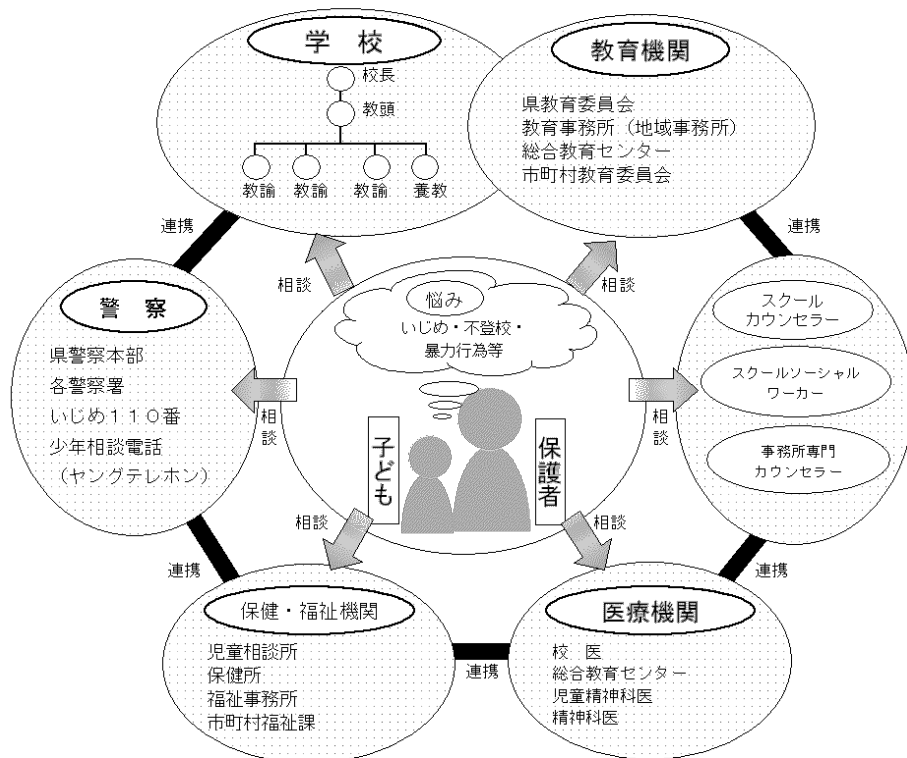 学　校
校長
教頭
教諭
教諭
教諭
養教
教育機関
県教育委員会
教育事務所（地域事務所）
総合教育センター
市町村教育委員会
連携
連携
相談
相談
警　察
県警察本部
各警察署
いじめ１１０番
少年相談電話
（ヤングテレホン）
悩み
いじめ・不登校・
暴力行為等
スクール
カウンセラー
スクールソーシャル
ワーカー
事務所専門
カウンセラー
相談
相談
子ども
保護者
相談
相談
連携
連携
保健・福祉機関
児童相談所
保健所
福祉事務所
市町村福祉課
連携
医療機関
校　医
総合教育センター
児童精神科医
精神科医